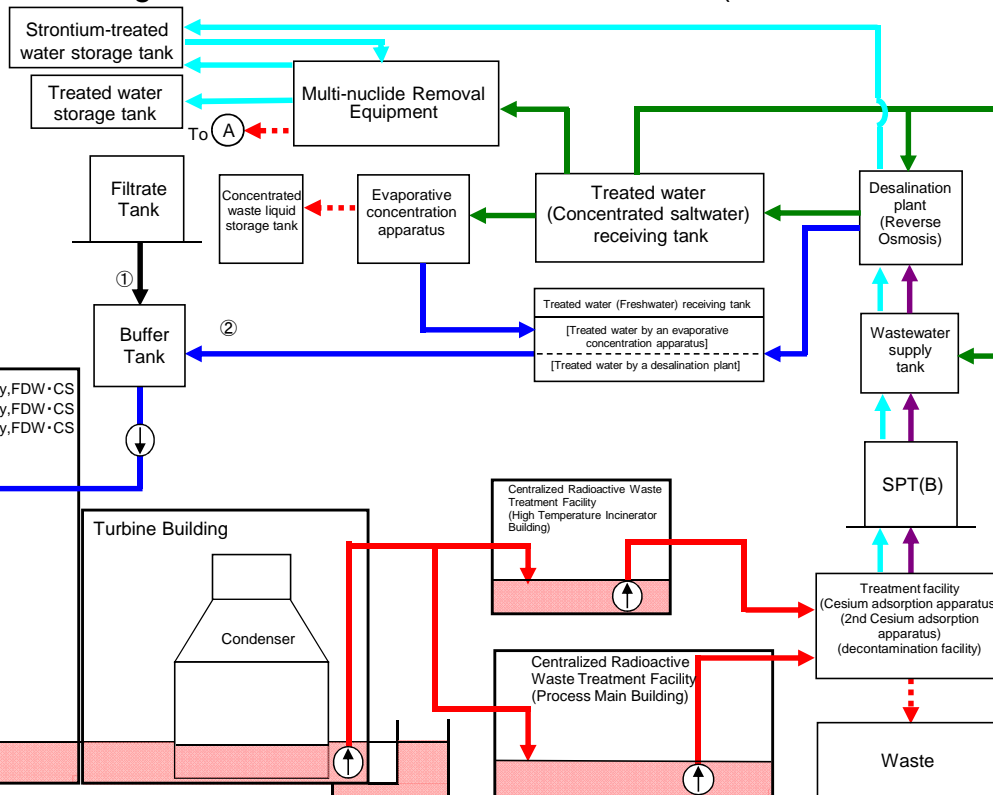 Strontium-treated
water storage tank
Treated water
storage tank
Multi-nuclide Removal
Equipment
To A
Filtrate
Tank
Concentrated
waste liquid
storage tank
Evaporative
concentration
apparatus
Treated water
(Concentrated saltwater)
receiving tank
Desalination
plant
(Reverse
Osmosis)
①
②
Buffer
Tank
Treated water (Freshwater) receiving tank
[Treated water by an evaporative
concentration apparatus]
[Treated water by a desalination plant]
Wastewater
supply
tank
y,FDW・CS
y,FDW・CS
y,FDW・CS
SPT(B)
Turbine Building
Condenser
Centralized Radioactive Waste
Treatment Facility
(High Temperature Incinerator
Building)
Centralized Radioactive
Waste Treatment Facility
(Process Main Building)
Treatment facility
(Cesium adsorption apparatus
(2nd Cesium adsorption
apparatus)
(decontamination facility)
Waste